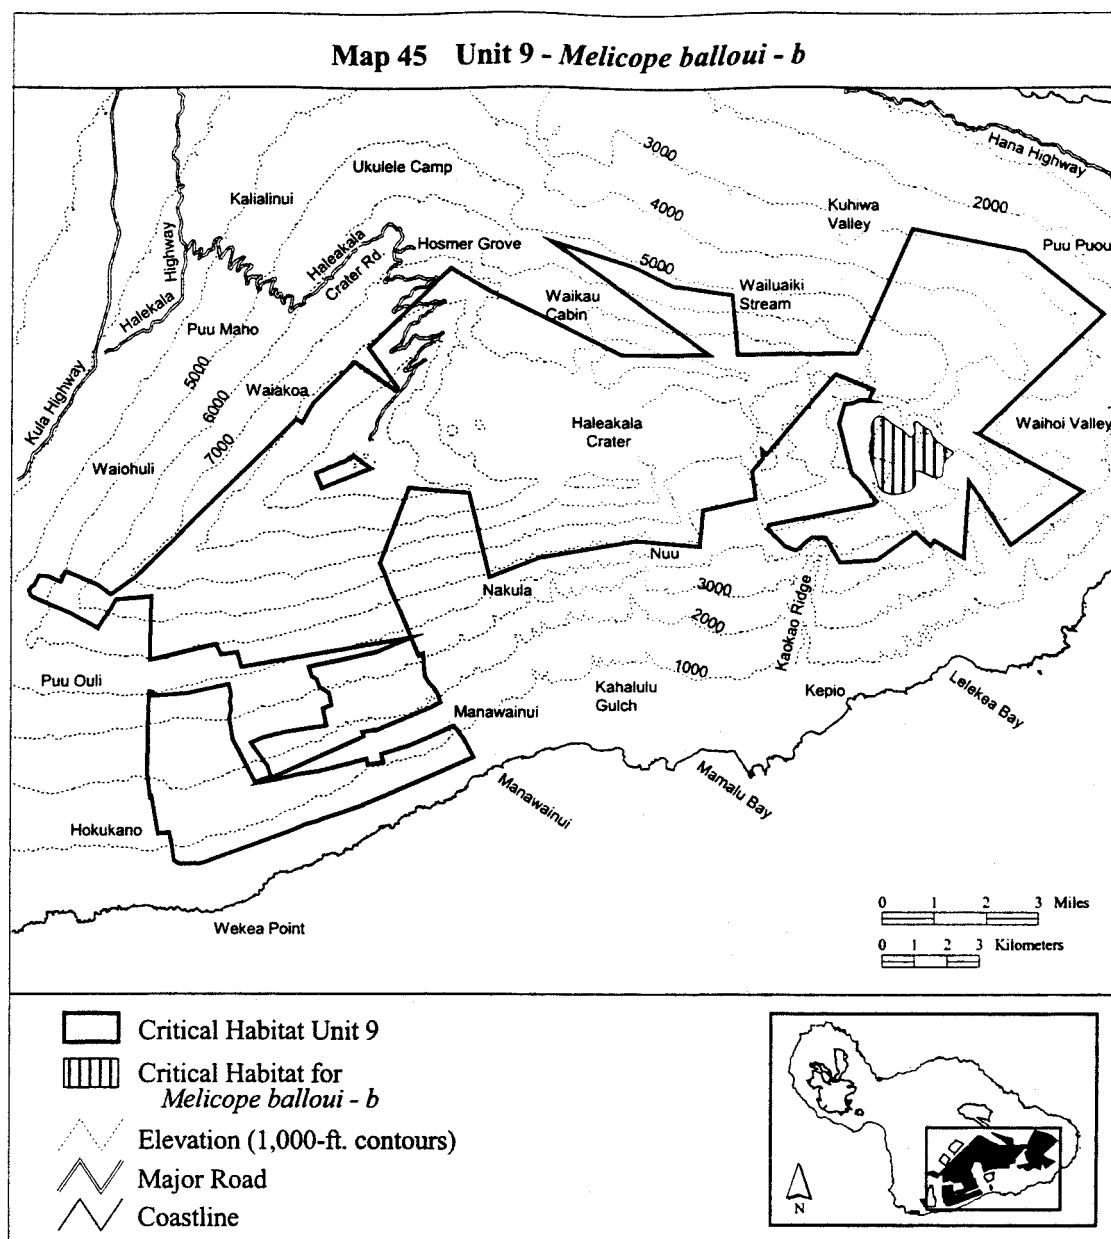 Map 45 Unit 9 - Melicope balloui - b
Hana Highway
3000
Ukulele Camp
Kalialinui
4000
Kuhiwa
Valley
2000
Haleakala
Crater Rd.
Hosmer Grove
Puu Puou
Halekala
Highway
5000
Wailuaiki
Stream
Waikau
Cabin
Puu Maho
5000
Kula Highway
Waiakoa
6000
Haleakala
Crater
Waihoi Valley
7000
Waiohuli
Nuu
Nakula
3000
2000
Kaokao Ridge
1000
Puu Ouli
Kahalulu
Gulch
Kepio
Lelekea Bay
Manawainui
Mamalu Bay
Manawainui
Hokukano
Wekea Point
0 1 2 3 Miles
0 1 2 3 Kilometers
Critical Habitat Unit 9
Critical Habitat for
Melicope balloui - b
Elevation (1,000-ft. contours)
Major Road
Coastline
N